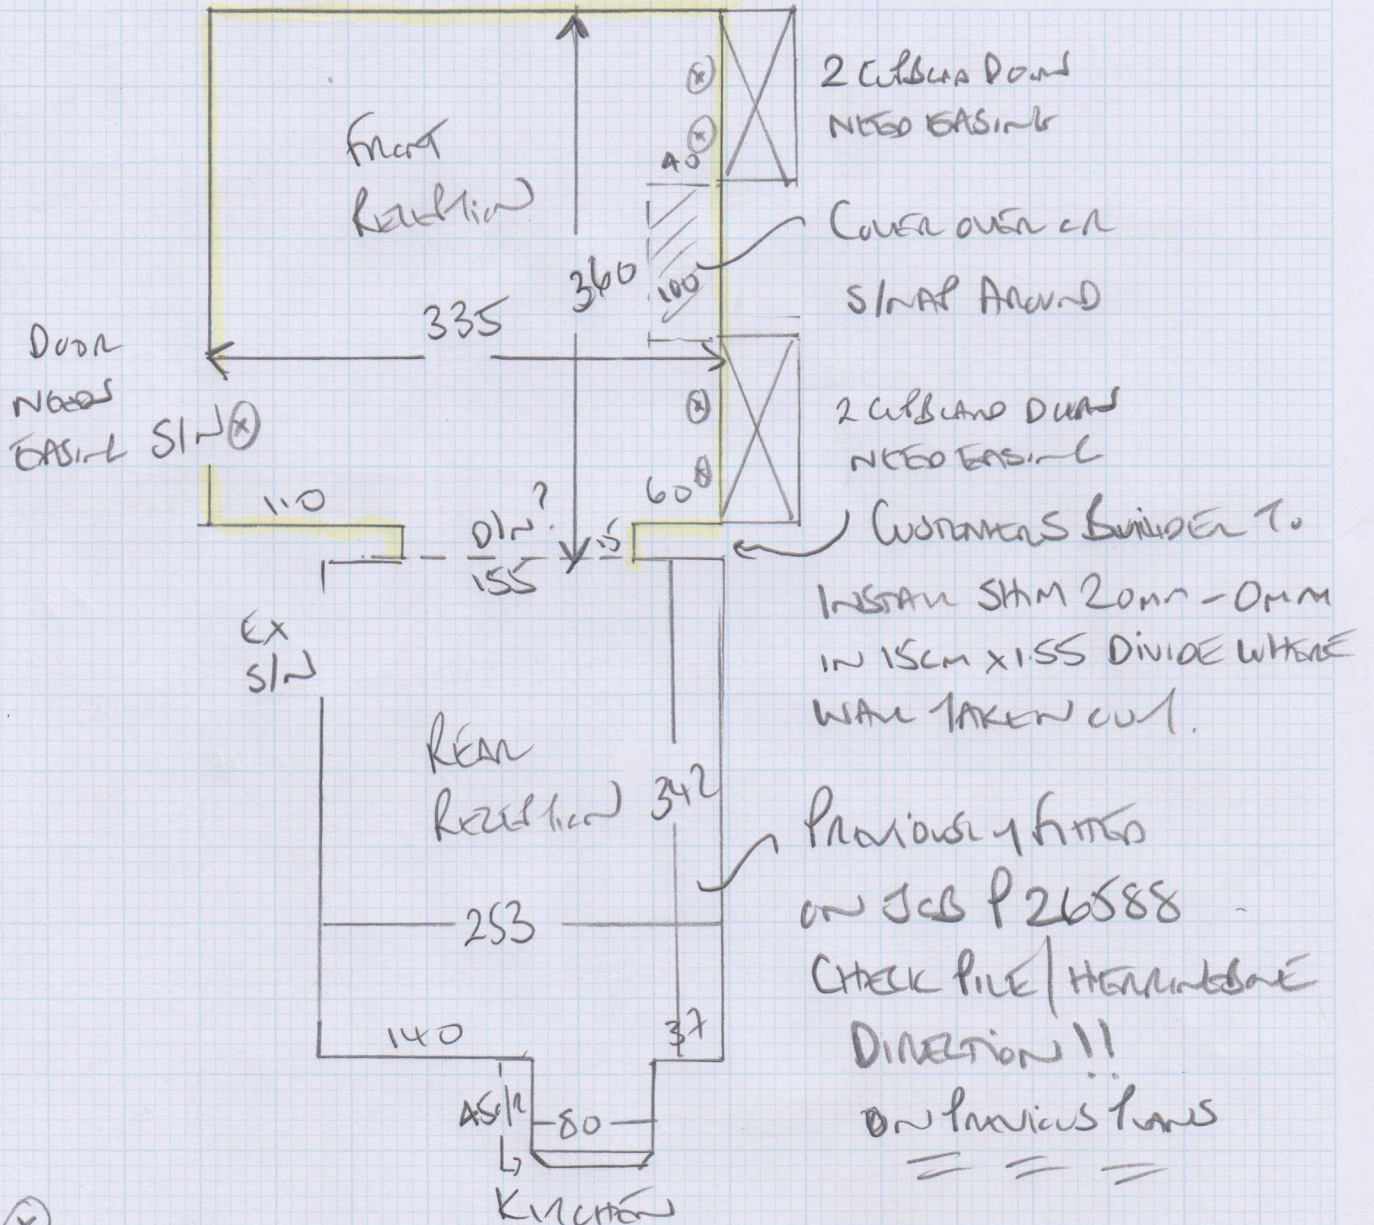 2 CUPBOARD DOORS
NEED EASING
FRONT
RECEPTION
40
COVER OVER OR
S/NAP AROUND
360
100
335
DOOR
NEEDS
EASING S/N
2 CUPBOARD DOORS
NEED EASING
110
D/N?
60
15
155
CUSTOMERS BUILDER TO
INSTALL SHIM 20MM-0MM
IN 15CM X 155 DIVIDE WHERE
WALL TAKEN OUT.
EX
S/N
REAR
RECEPTION
342
PREVIOUSLY FITTED
ON JOB P26588
253
CHECK PILE/HERRINGBONE
DIRECTION!!
ON PREVIOUS PLANS
140
37
80
KITCHEN